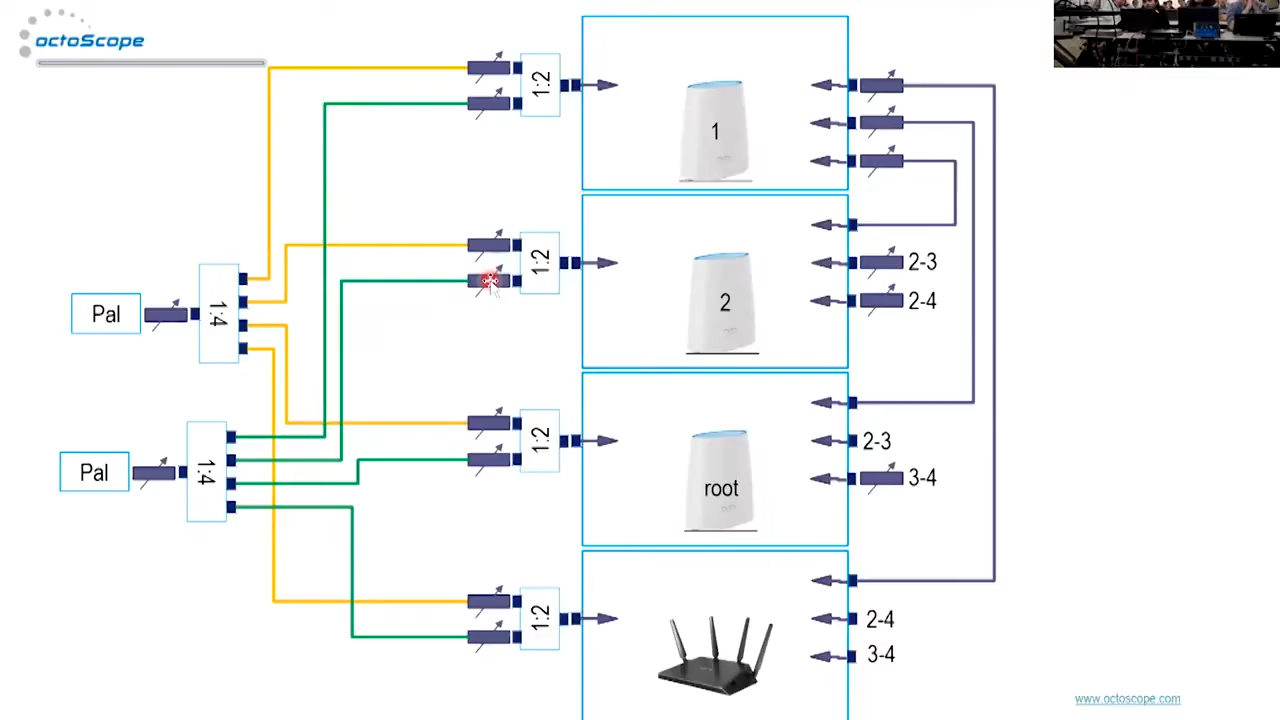 octoScope
1:2
1
1:2
2
2-3
2-4
Pal
1:4
Pal
1:4
1:2
root
2-3
3-4
1:2
2-4
3-4
www.octoscope.com